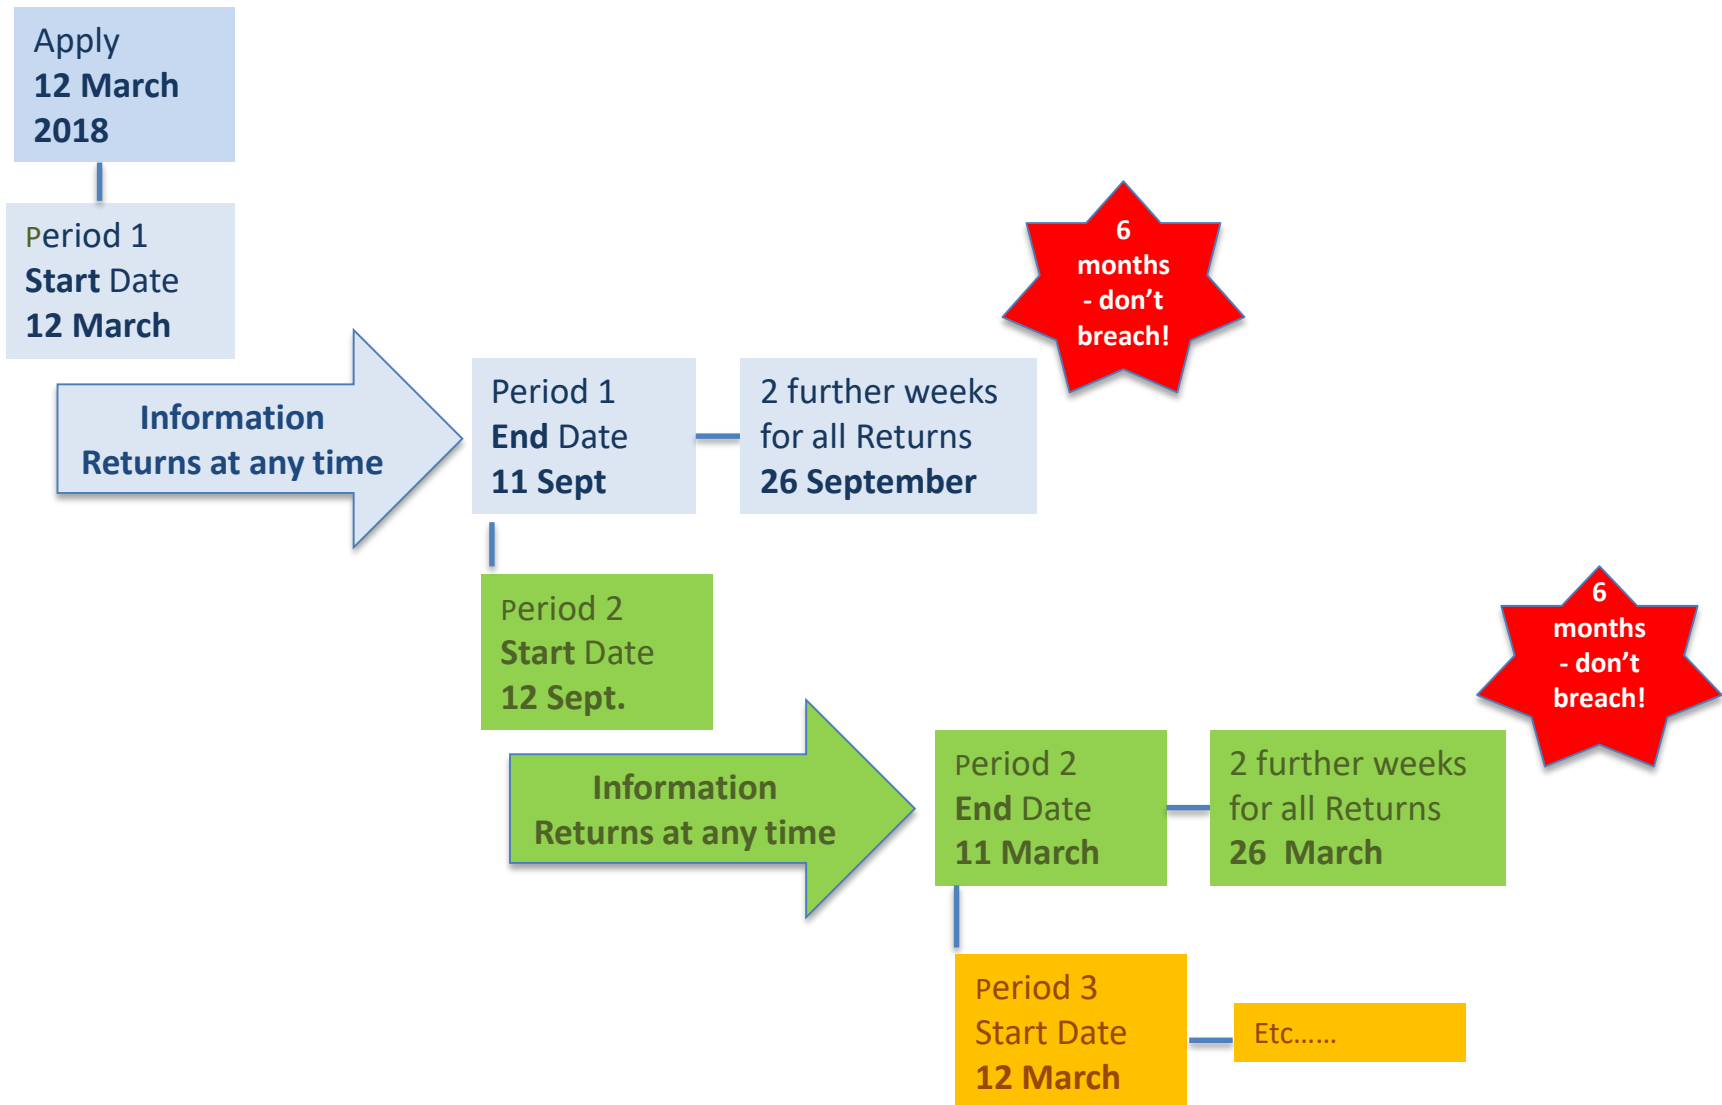 Apply
12 March
2018
Period 1
Start Date
12 March
Information
Returns at any time
Period 1
End Date
11 Sept
2 further weeks
for all Returns
26 September
6
months
- don’t
breach!
Period 2
Start Date
12 Sept.
Information
Returns at any time
Period 2
End Date
11 March
2 further weeks
for all Returns
26  March
6
months
- don’t
breach!
Period 3
Start Date
12 March
Etc......